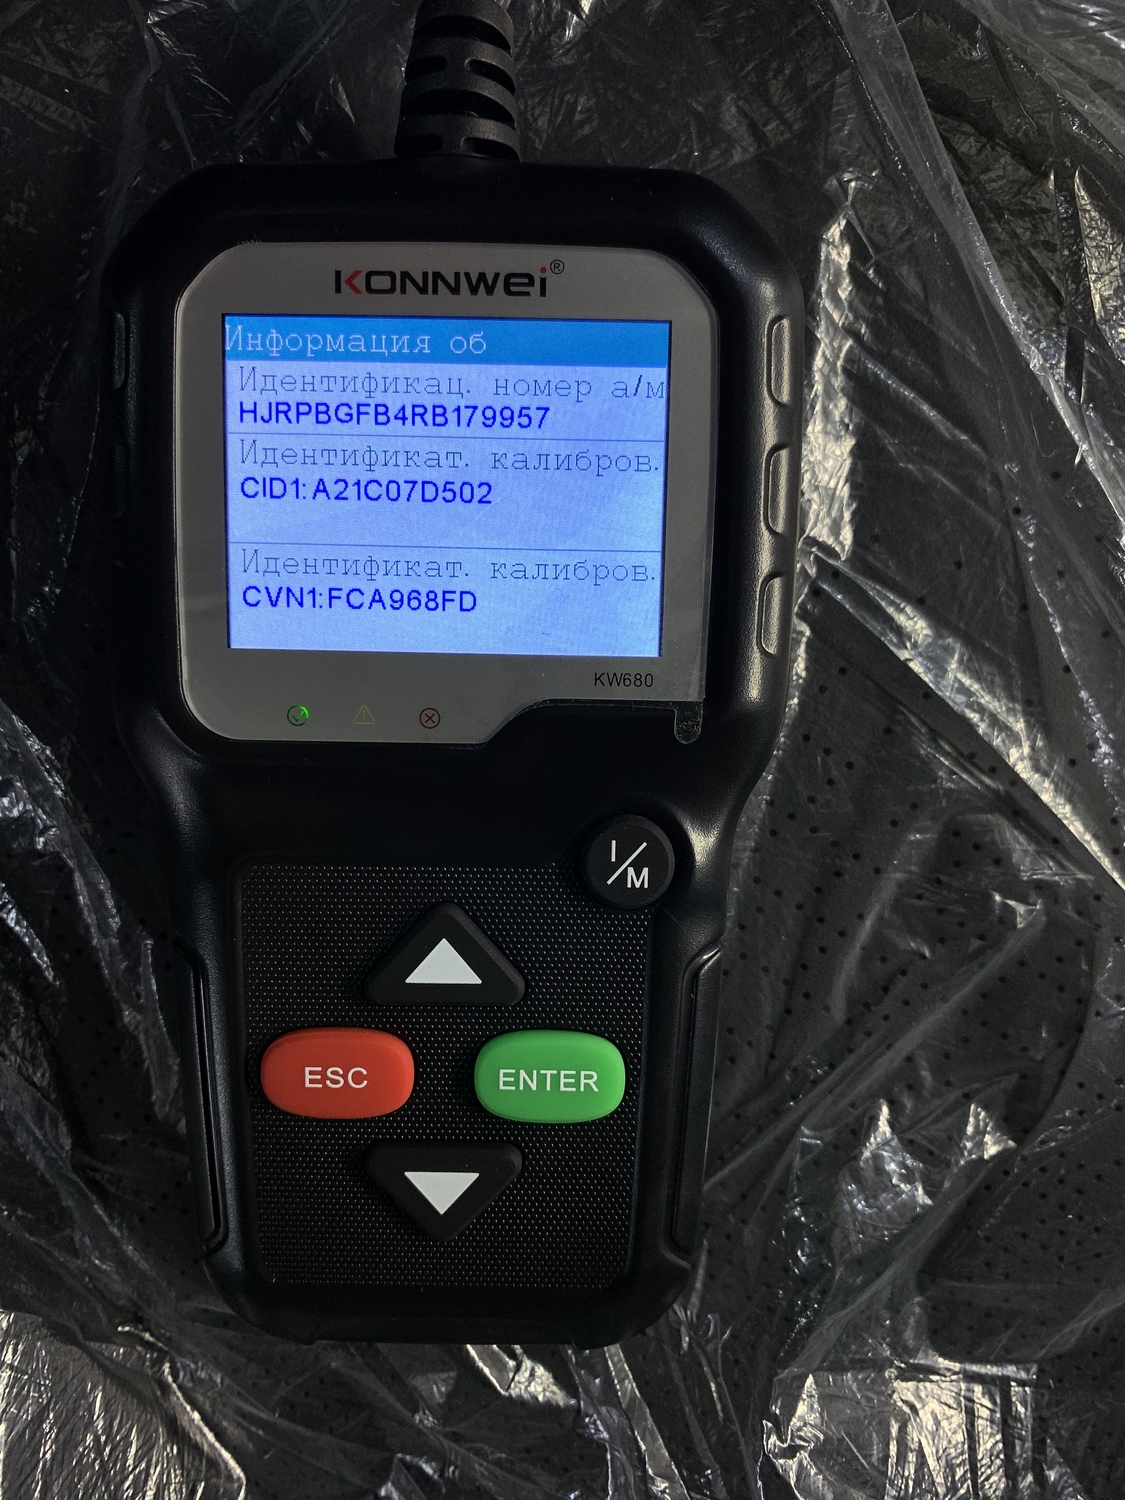 KONNWEI®
Информация об
Идентификац. номер а/м
HJRPBGFB4RB179957
Идентификат. калибров.
CID1:A21C07D502
Идентификат. калибров.
CVN1:FCA968FD
KW680
I/M
ESC
ENTER